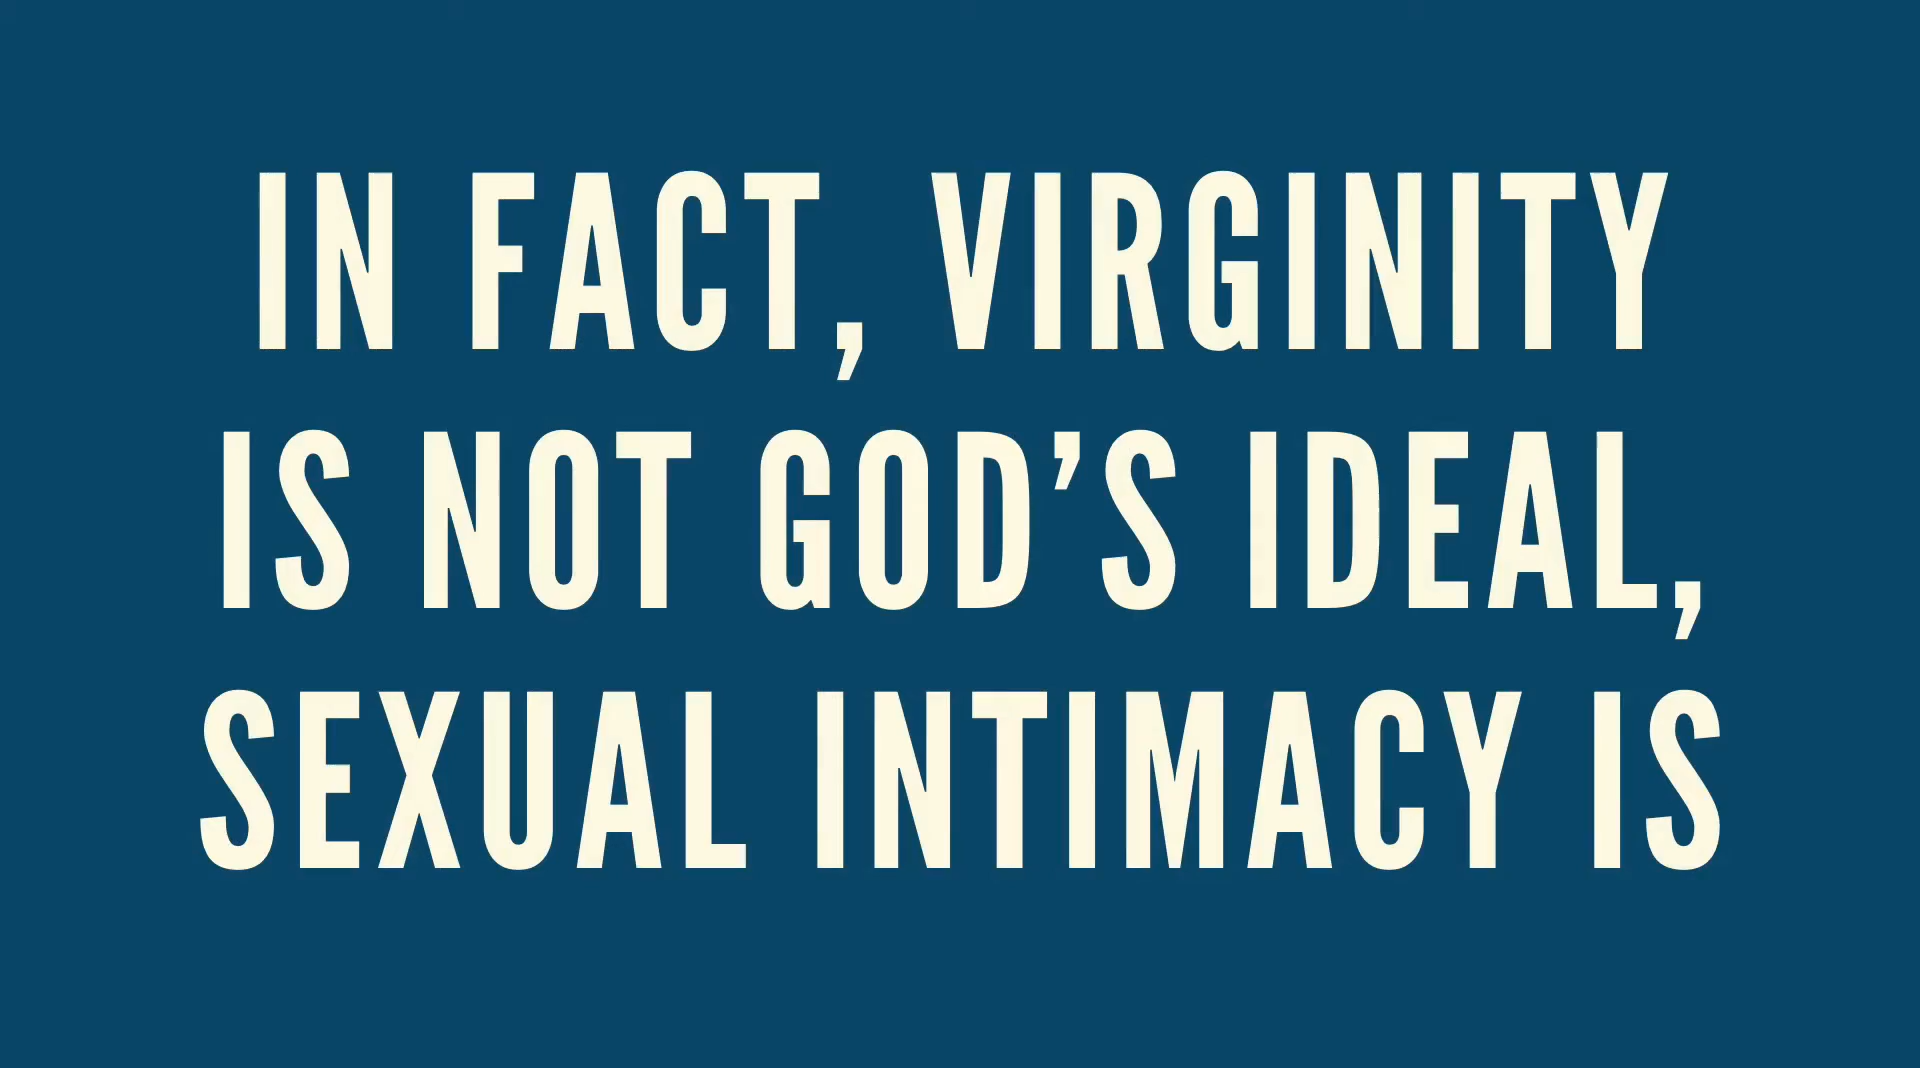 IN FACT, VIRGINITY
IS NOT GOD’S IDEAL,
SEXUAL INTIMACY IS